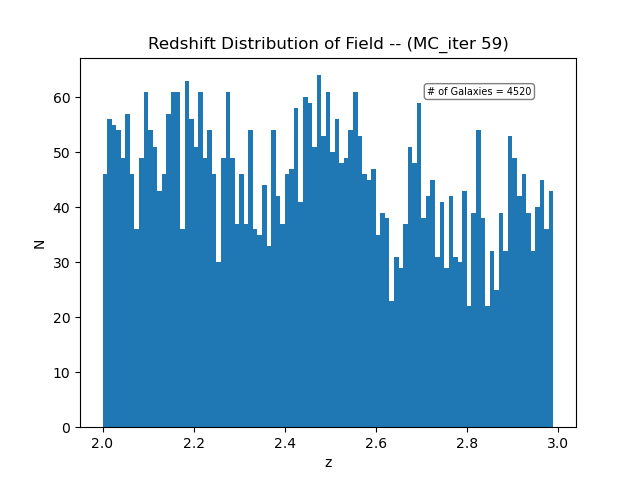 Redshift Distribution of Field -- (MC_iter 59)
# of Galaxies = 4520
N
60
50
40
30
20
10
0
2.0 2.2 2.4 2.6 2.8 3.0
z